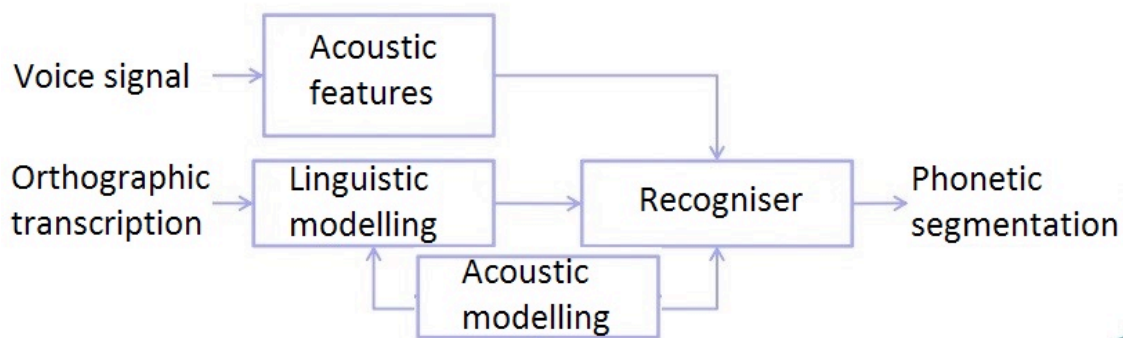 Voice signal
Acoustic
features
Orthographic
transcription
Linguistic
modelling
Recogniser
Phonetic
segmentation
Acoustic
modelling